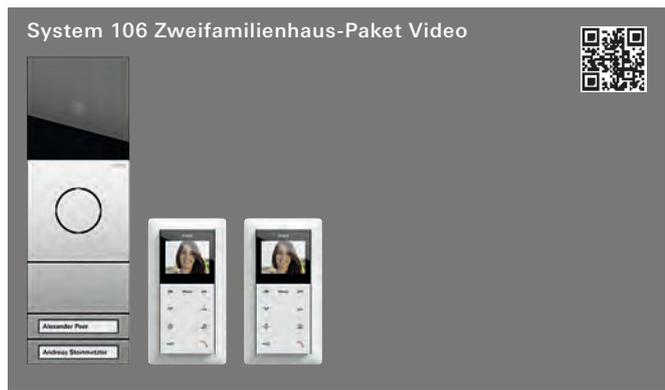 System 106 Zweifamilienhaus-Paket Video
Alexander Peer
Andreas Steinmetzler